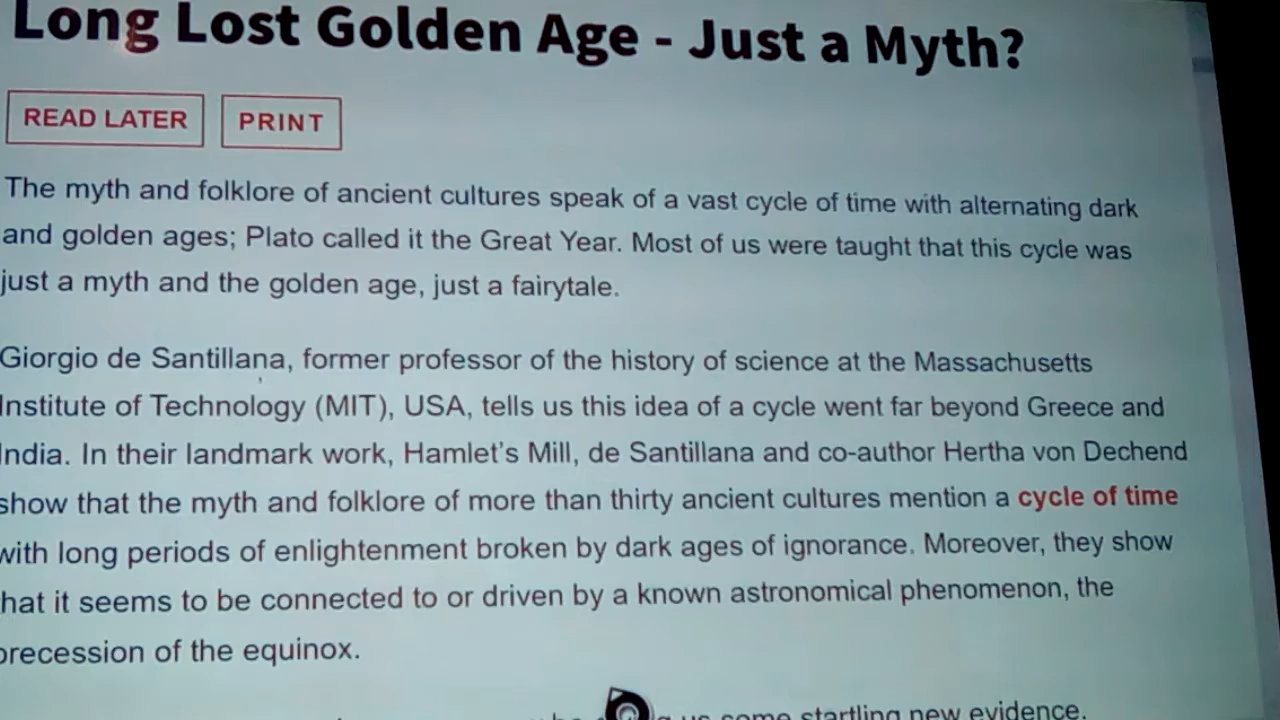 Long Lost Golden Age - Just a Myth?
READ LATER PRINT
The myth and folklore of ancient cultures speak of a vast cycle of time with alternating dark
and golden ages; Plato called it the Great Year. Most of us were taught that this cycle was
just a myth and the golden age, just a fairytale.
Giorgio de Santillana, former professor of the history of science at the Massachusetts
Institute of Technology (MIT), USA, tells us this idea of a cycle went far beyond Greece and
India. In their landmark work, Hamlet's Mill, de Santillana and co-author Hertha von Dechend
show that the myth and folklore of more than thirty ancient cultures mention a cycle of time
with long periods of enlightenment broken by dark ages of ignorance. Moreover, they show
that it seems to be connected to or driven by a known astronomical phenomenon, the
precession of the equinox.
us some startling new evidence.